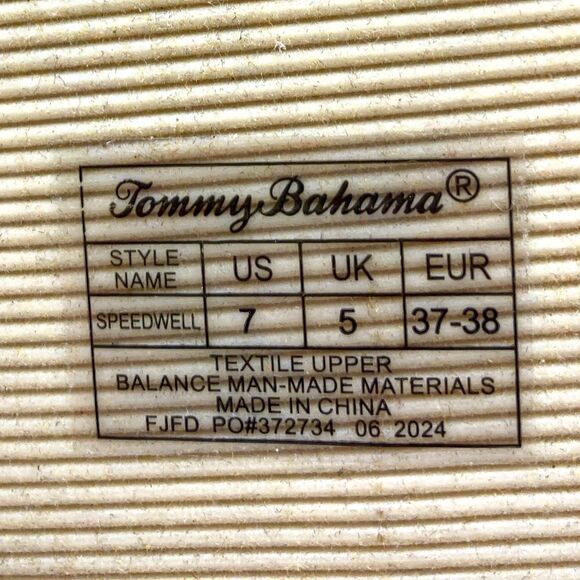 Tommy Bahama®
STYLE NAME US UK EUR
SPEEDWELL 7 5 37-38
TEXTILE UPPER
BALANCE MAN-MADE MATERIALS
MADE IN CHINA
FJFD PO#372734 06 2024